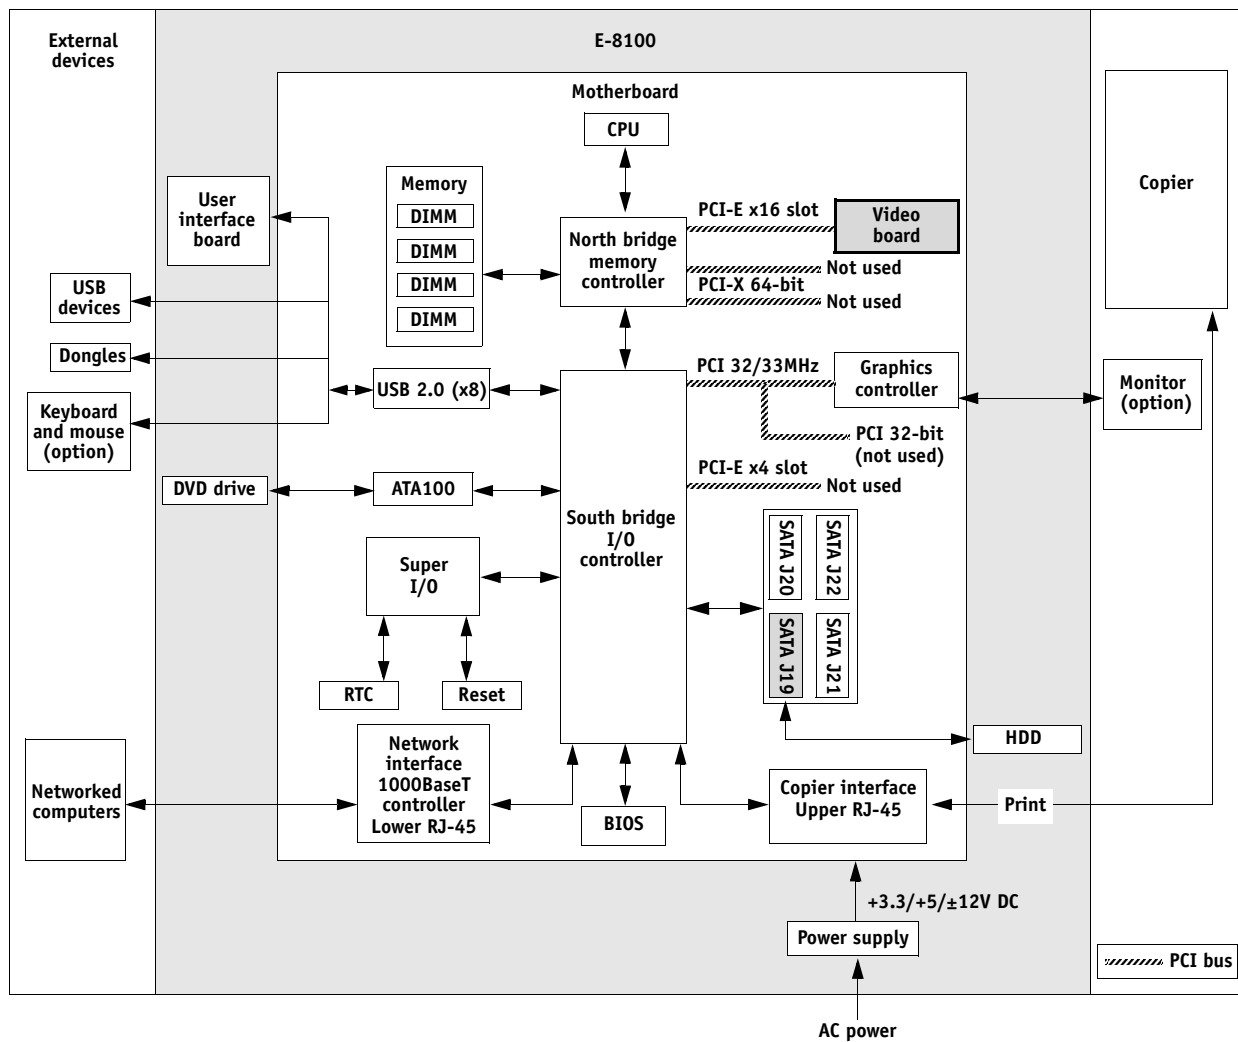 External
devices
E-8100
Motherboard
CPU
Copier
User
interface
board
Memory
DIMM
DIMM
DIMM
DIMM
North bridge
memory
controller
PCI-E x16 slot
Video
board
Not used
PCI-X 64-bit
Not used
USB
devices
Dongles
Keyboard
and mouse
(option)
USB 2.0 (x8)
PCI 32/33MHz
Graphics
controller
Monitor
(option)
PCI 32-bit
(not used)
PCI-E x4 slot
Not used
DVD drive
ATA100
South bridge
I/O
controller
SATA J20
SATA J22
SATA J19
SATA J21
Super
I/O
RTC
Reset
HDD
Networked
computers
Network
interface
1000BaseT
controller
Lower RJ-45
BIOS
Copier interface
Upper RJ-45
Print
+3.3/+5/±12V DC
Power supply
PCI bus
AC power